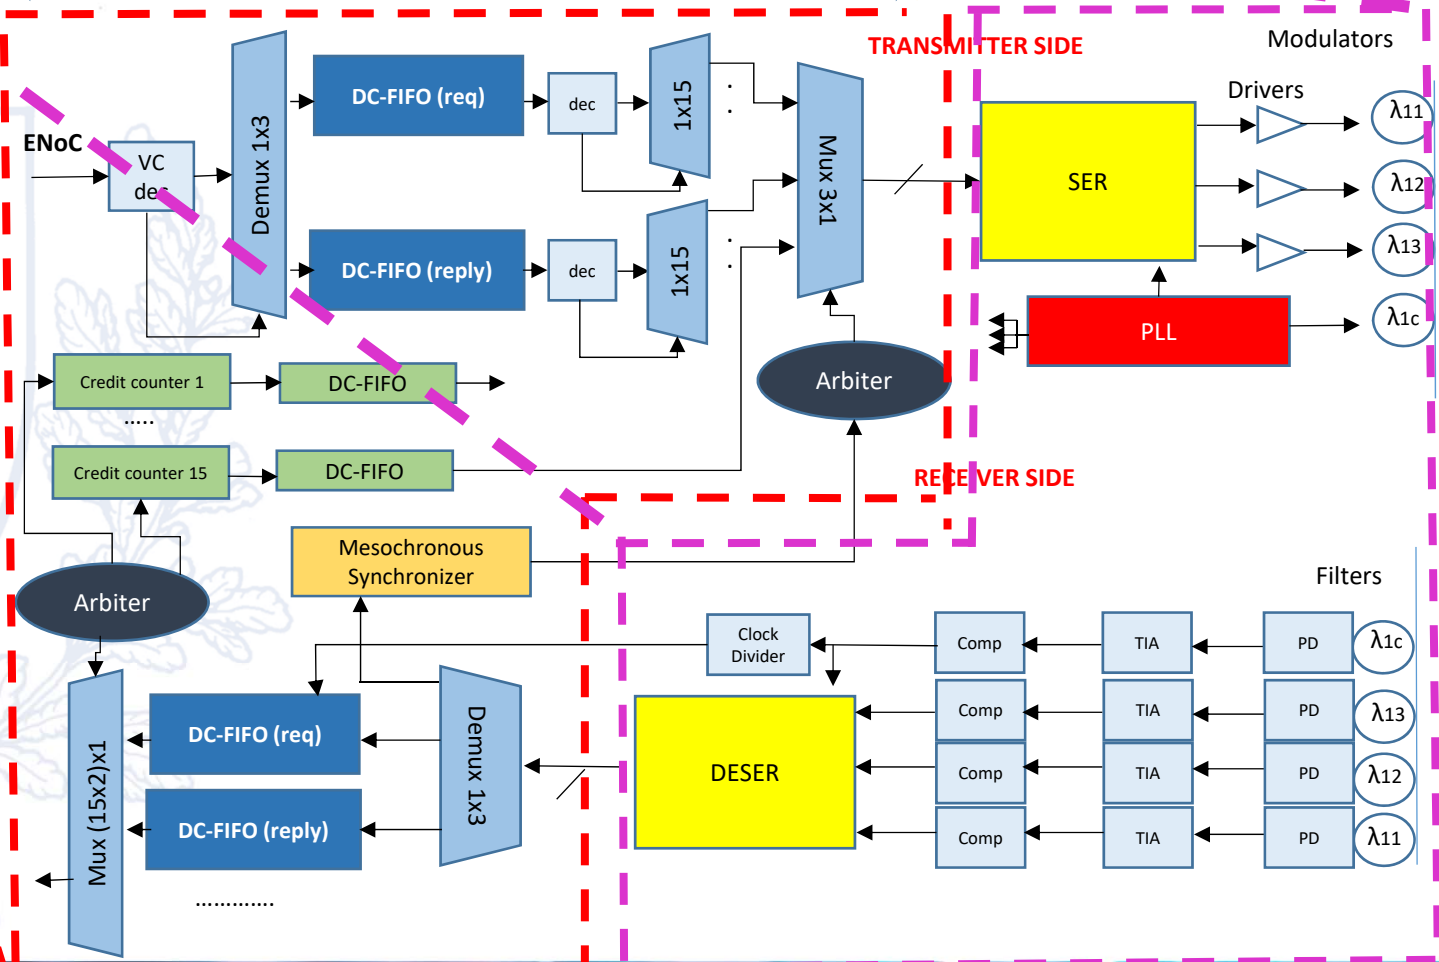 TRANSMITTER SIDE
Modulators
Drivers
ENoC
VC
dec
Demux 1x3
DC-FIFO (req)
dec
1x15
:
Mux 3x1
SER
λ11
λ12
λ13
DC-FIFO (reply)
dec
1x15
:
PLL
λ1c
Credit counter 1
DC-FIFO
Arbiter
.....
Credit counter 15
DC-FIFO
RECEIVER SIDE
Mesochronous
Synchronizer
Filters
Arbiter
Clock
Divider
Comp
TIA
PD
λ1c
Mux (15x2)x1
DC-FIFO (req)
Demux 1x3
DESER
Comp
TIA
PD
λ13
Comp
TIA
PD
λ12
DC-FIFO (reply)
Comp
TIA
PD
λ11
.............